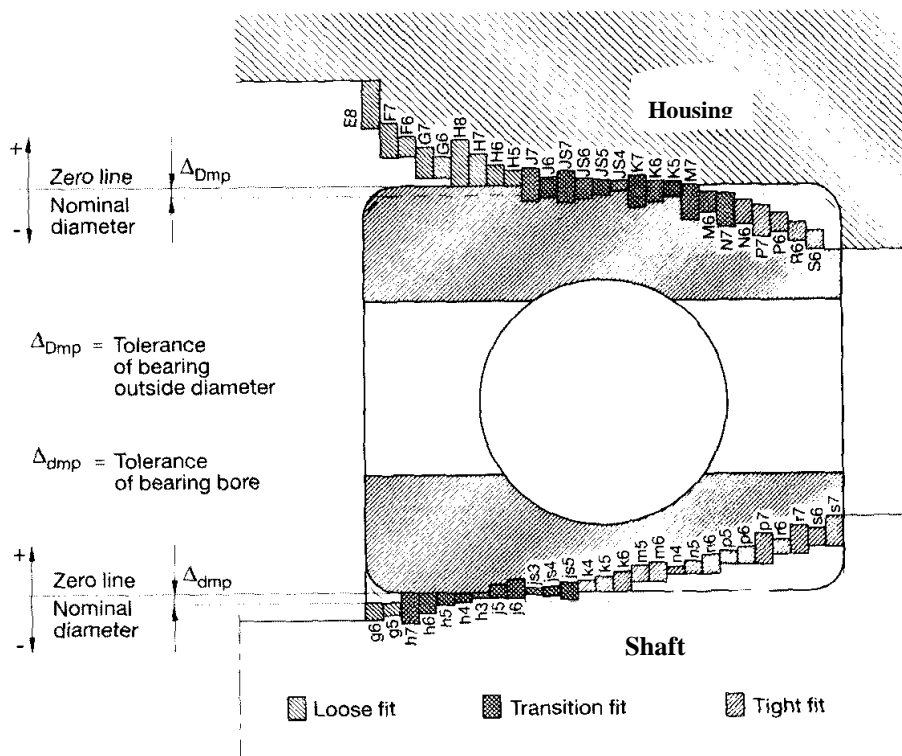 Housing
E8
F7
F6
G7
G6
H8
H7
H6
H5
J7
J6
JS7
JS6
JS5
JS4
K7
K6
K5
M7
M6
N7
N6
P7
P6
R6
S6
+
Zero line
Nominal
diameter
-
ΔDmp
ΔDmp = Tolerance
of bearing
outside diameter
Δdmp = Tolerance
of bearing bore
+
Zero line
Nominal
diameter
-
Δdmp
g6
g5
h7
h6
h5
h4
h3
j5
j6
js3
js4
js5
k4
k5
k6
m5
m6
n4
n5
n6
p5
p6
p7
r6
r7
s6
s7
Shaft
Loose fit
Transition fit
Tight fit